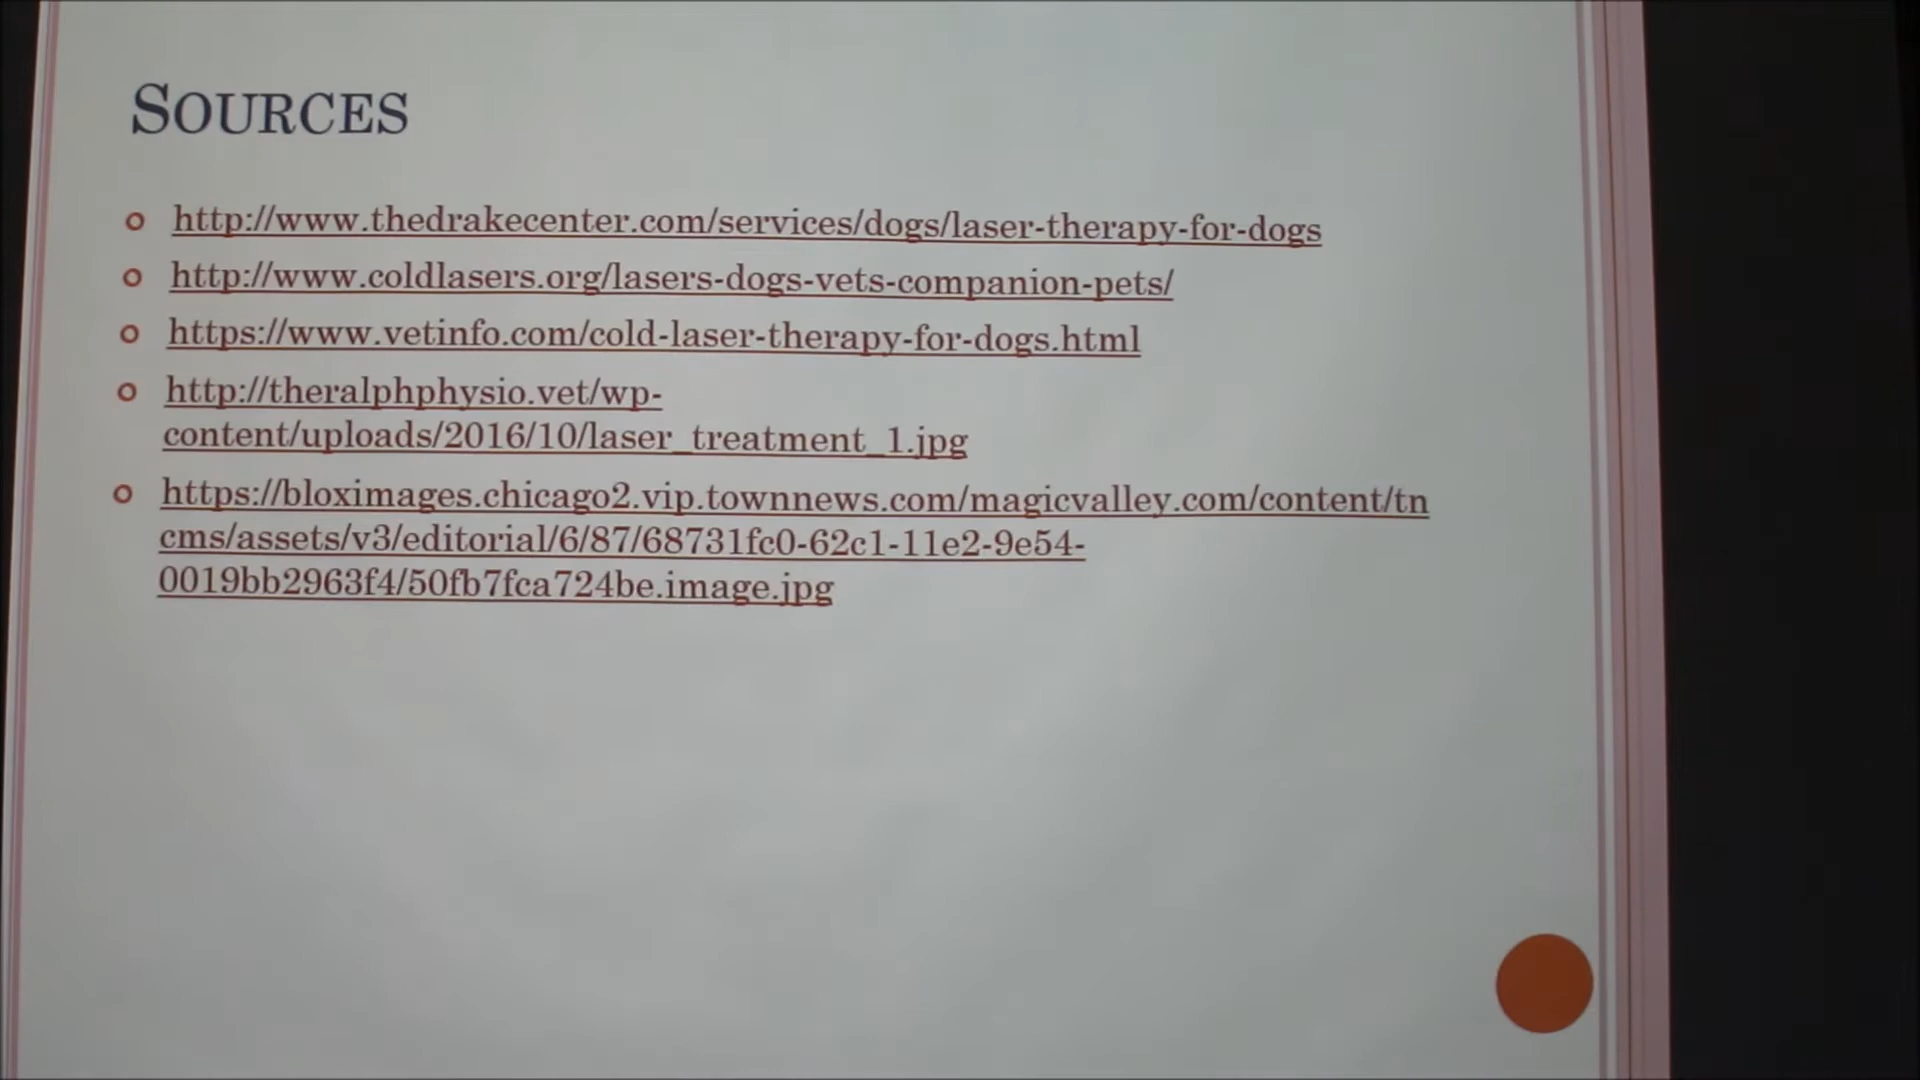 SOURCES
http://www.thedrakecenter.com/services/dogs/laser-therapy-for-dogs
http://www.coldlasers.org/lasers-dogs-vets-companion-pets/
https://www.vetinfo.com/cold-laser-therapy-for-dogs.html
http://theralphphysio.vet/wp-
content/uploads/2016/10/laser_treatment_1.jpg
https://bloximages.chicago2.vip.townnews.com/magicvalley.com/content/tn
cms/assets/v3/editorial/6/87/68731fc0-62c1-11e2-9e54-
0019bb2963f4/50fb7fca724be.image.jpg